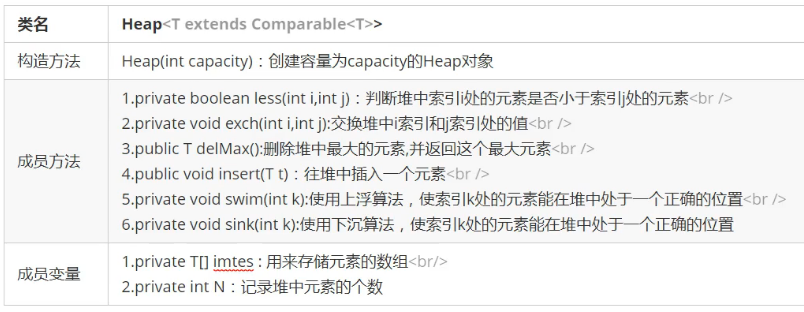 类名 Heap<T extends Comparable<T>>
构造方法 Heap(int capacity)：创建容量为capacity的Heap对象
成员方法
1.private boolean less(int i,int j)：判断堆中索引i处的元素是否小于索引j处的元素<br />
2.private void exch(int i,int j):交换堆中i索引和j索引处的值<br />
3.public T delMax():删除堆中最大的元素,并返回这个最大元素<br />
4.public void insert(T t)：往堆中插入一个元素<br />
5.private void swim(int k):使用上浮算法，使索引k处的元素能在堆中处于一个正确的位置<br />
6.private void sink(int k):使用下沉算法，使索引k处的元素能在堆中处于一个正确的位置
成员变量
1.private T[] imtes : 用来存储元素的数组<br/>
2.private int N：记录堆中元素的个数